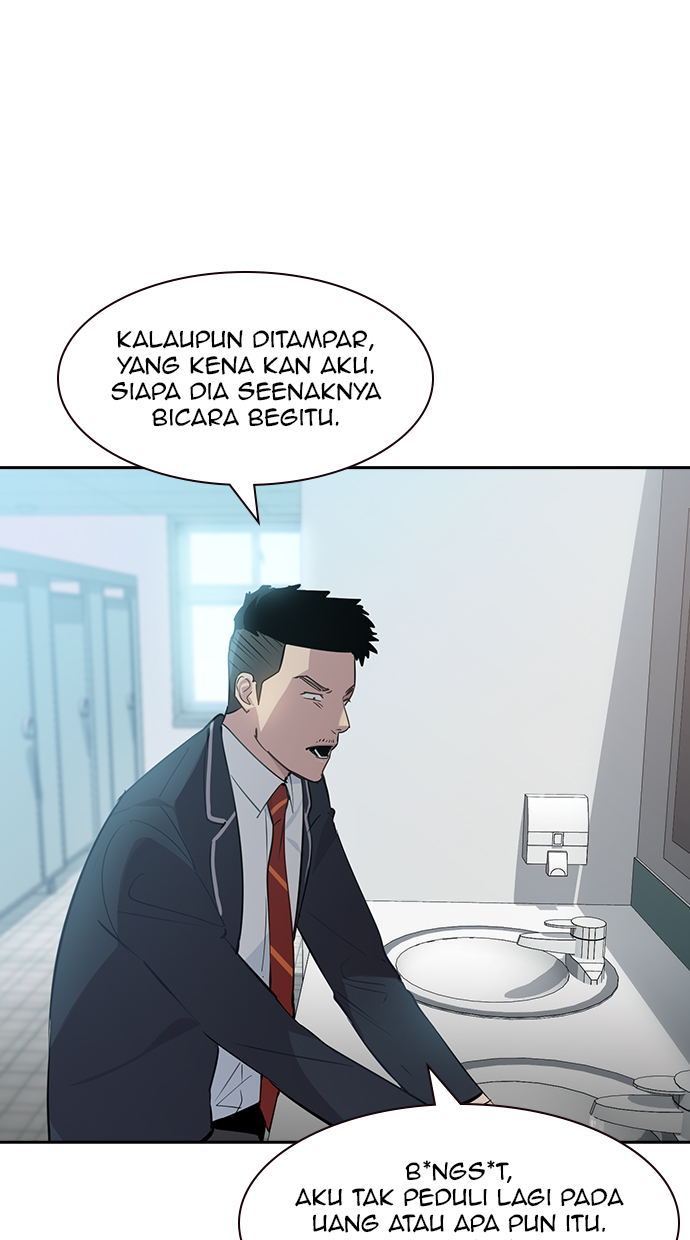 KALAUPUN DITAMPAR,
YANG KENA KAN AKU.
SIAPA DIA SEENAKNYA
BICARA BEGITU.
B*NGS*T,
AKU TAK PEDULI LAGI PADA
UANG ATAU APA PUN ITU.